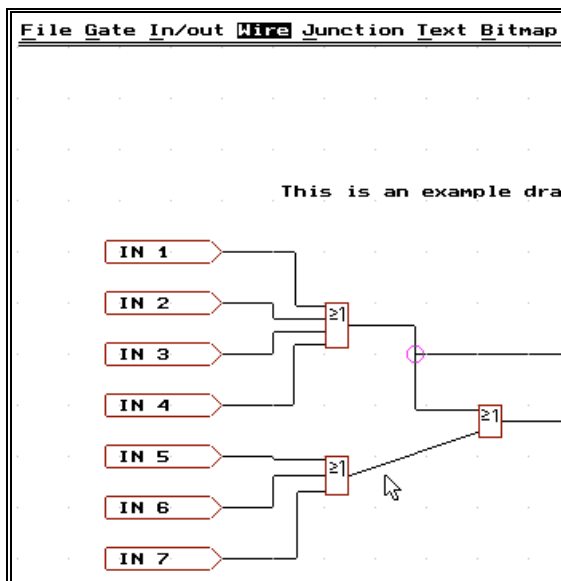 File Gate In/out Wire Junction Text Bitmap
This is an example dra
IN 1
IN 2
≥1
IN 3
IN 4
≥1
IN 5
≥1
IN 6
IN 7